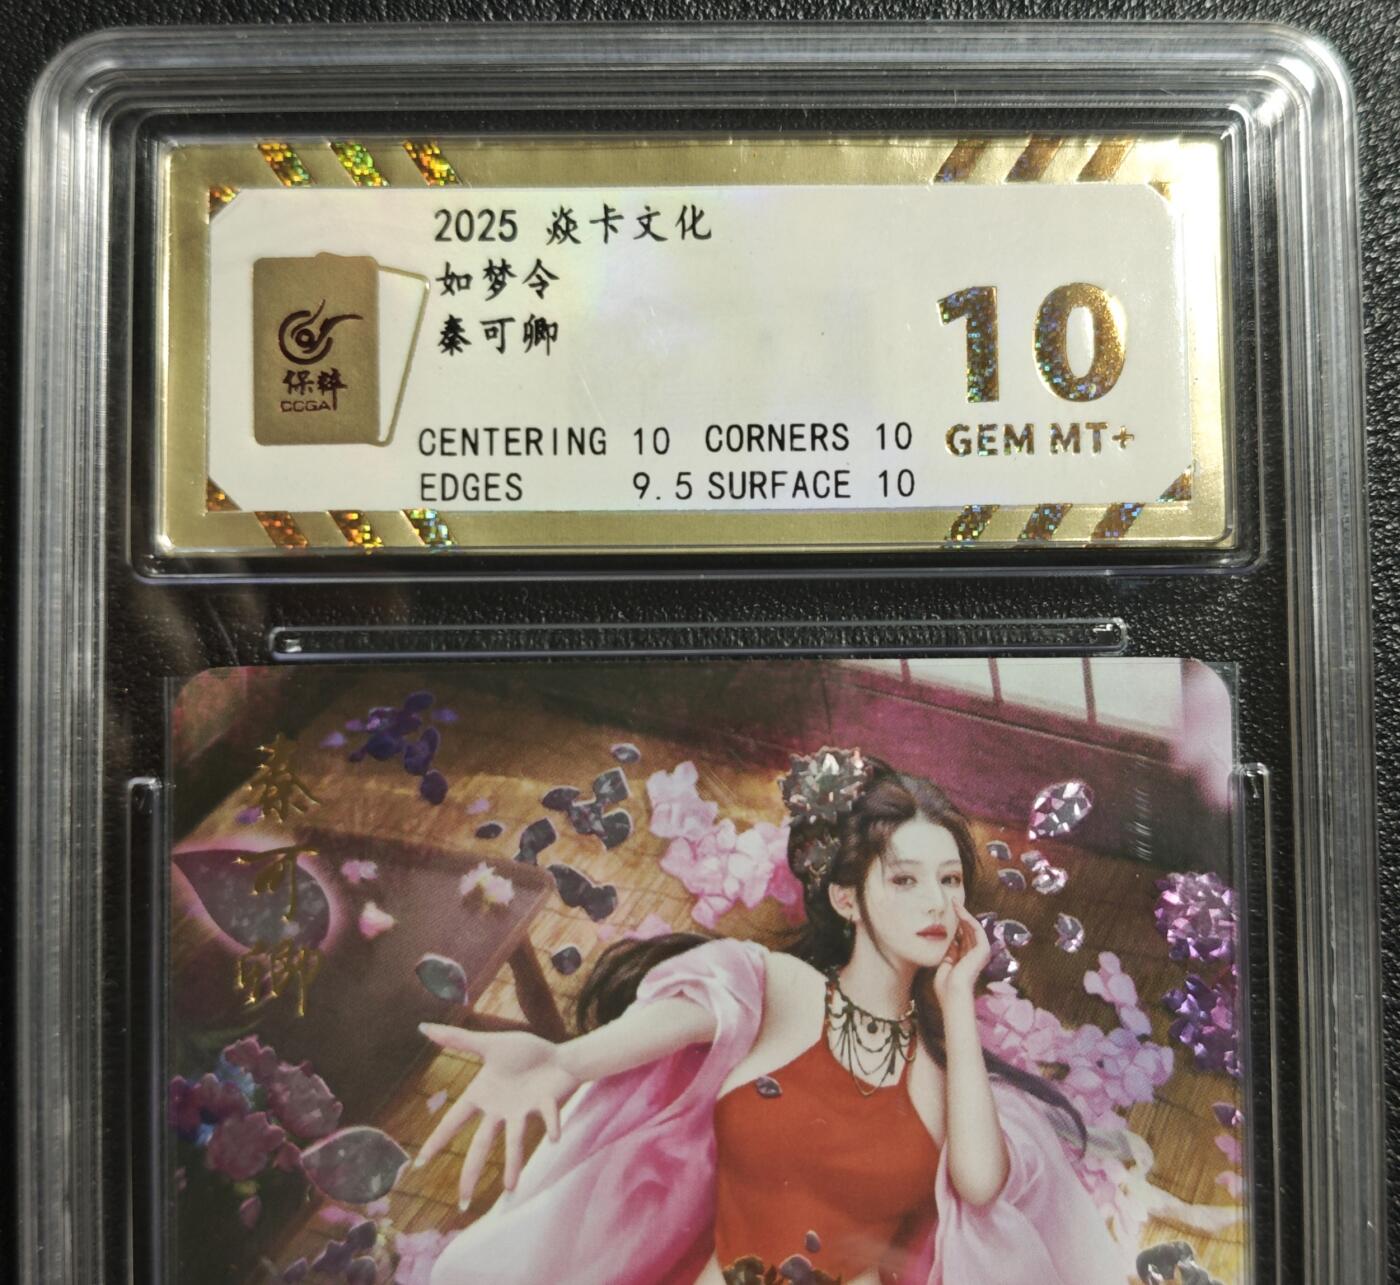 2025 焱卡文化
如梦令
秦可卿
保粹
CCGA
10
GEM MT+
CENTERING 10 CORNERS 10
EDGES 9.5 SURFACE 10
秦可卿